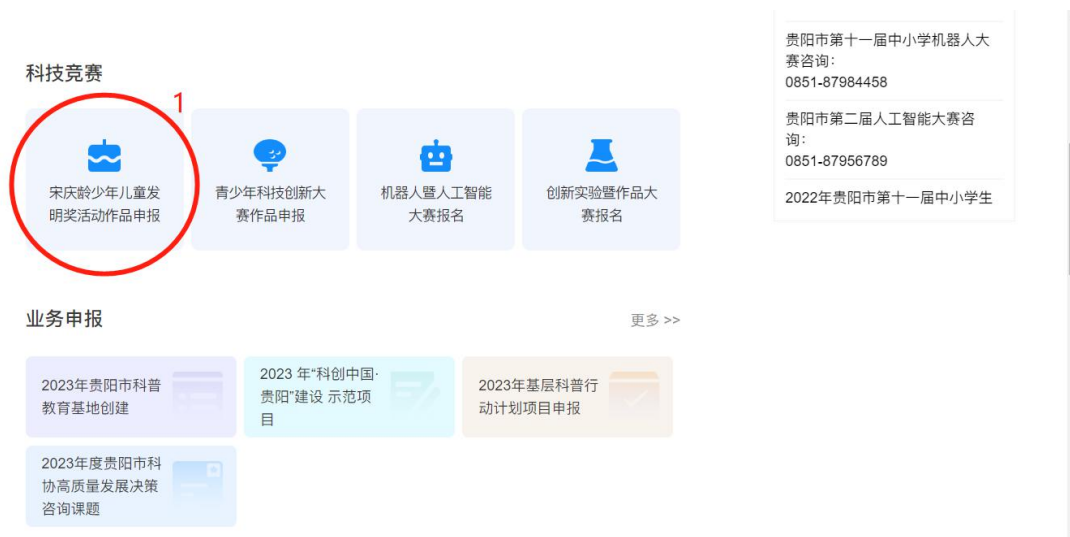 科技竞赛
1
宋庆龄少年儿童发
明奖活动作品申报
青少年科技创新大
赛作品申报
机器人暨人工智能
大赛报名
创新实验暨作品大
赛报名
业务申报
更多 >>
2023年贵阳市科普
教育基地创建
2023 年“科创中国·
贵阳”建设 示范项
目
2023年基层科普行
动计划项目申报
2023年度贵阳市科
协高质量发展决策
咨询课题
贵阳市第十一届中小学机器人大
赛咨询：
0851-87984458
贵阳市第二届人工智能大赛咨
询：
0851-87956789
2022年贵阳市第十一届中小学生